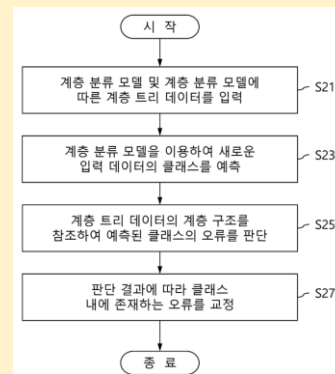 시 작
계층 분류 모델 및 계층 분류 모델에
따른 계층 트리 데이터를 입력
S21
계층 분류 모델을 이용하여 새로운
입력 데이터의 클래스를 예측
S23
계층 트리 데이터의 계층 구조를
참조하여 예측된 클래스의 오류를 판단
S25
판단 결과에 따라 클래스
내에 존재하는 오류를 교정
S27
종 료